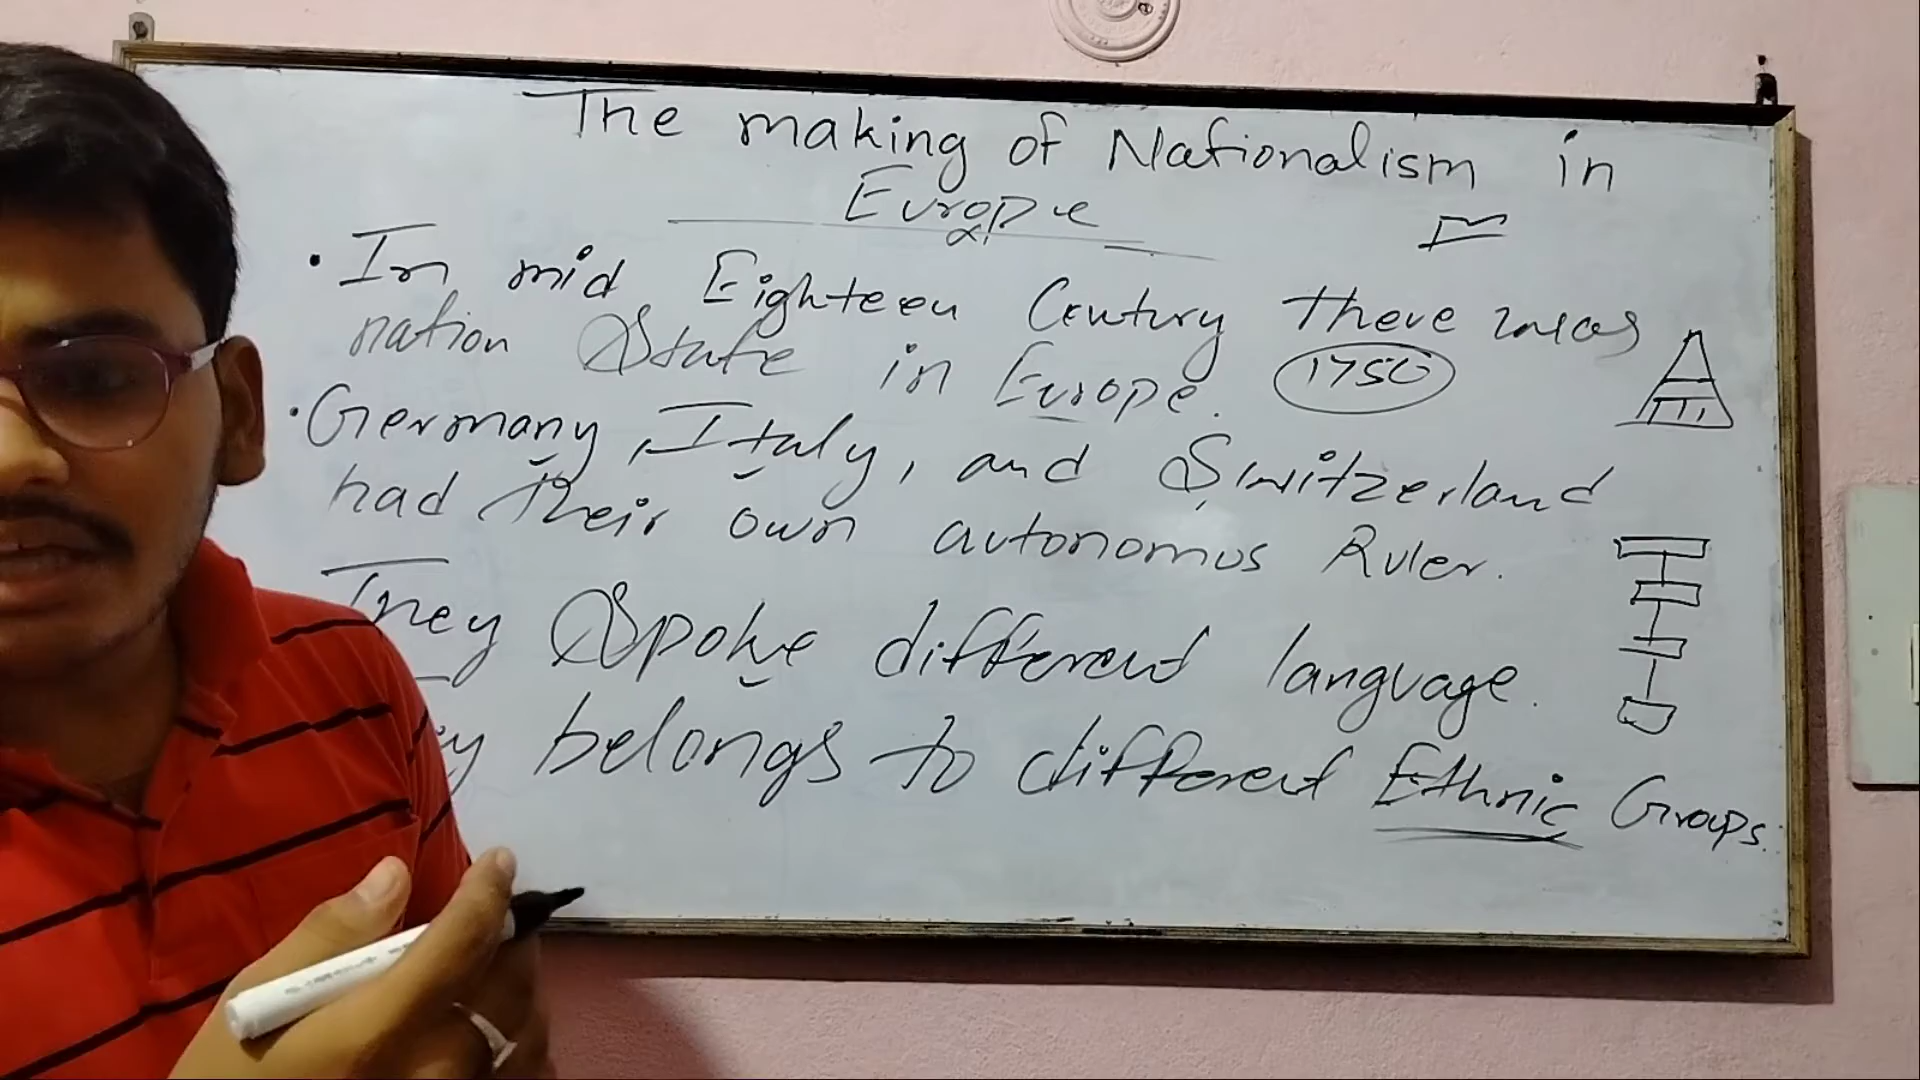 The making of Nationalism in
Europe
• In mid Eighteen Century there was
nation State in Europe. 1750
• Germany, Italy, and Switzerland
had their own autonomus Ruler.
They Spoke different language.
belongs to different Ethnic Groups.